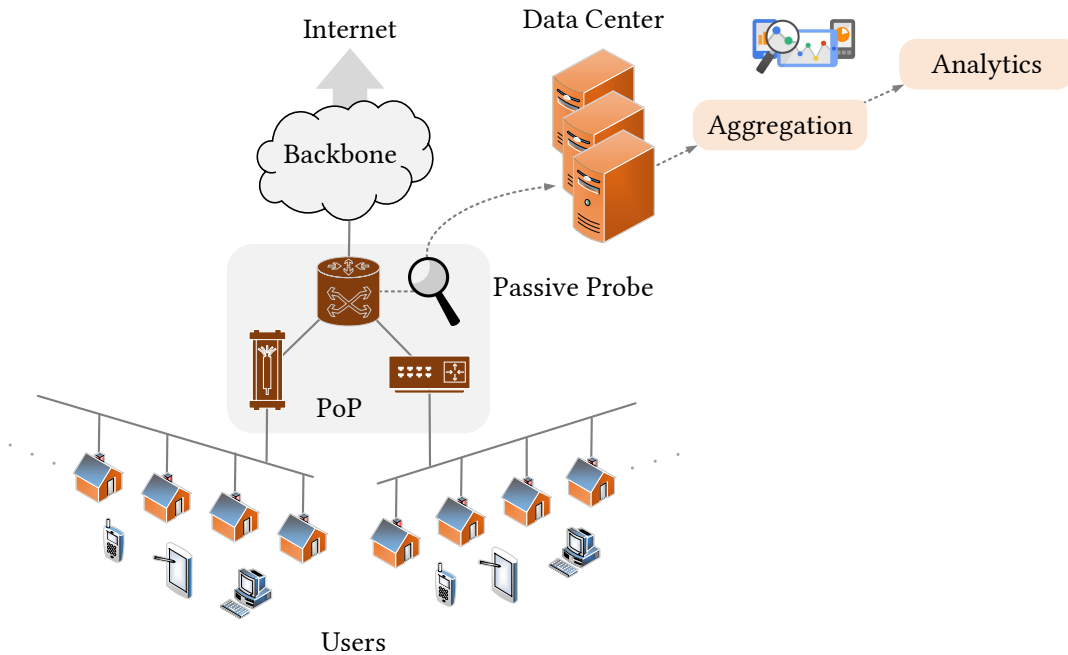 Data Center
Internet
Analytics
Aggregation
Backbone
Passive Probe
PoP
Users